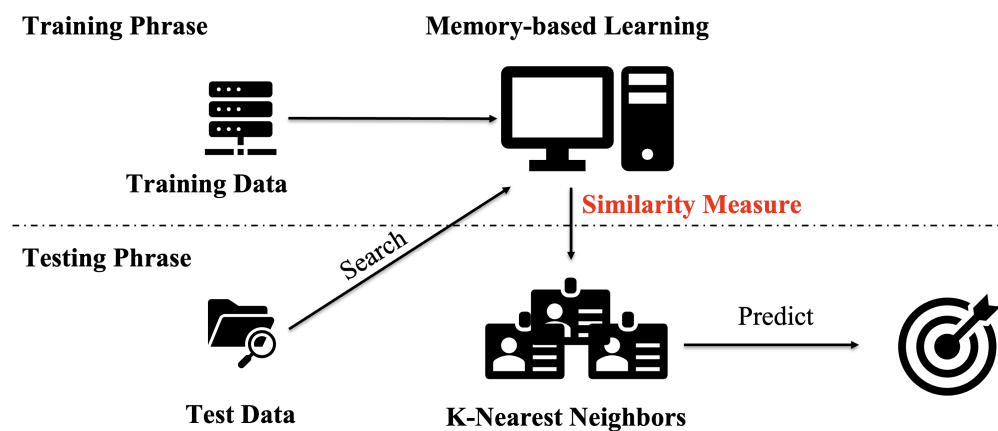 Training Phrase
Memory-based Learning
Training Data
Similarity Measure
Testing Phrase
Search
Predict
Test Data
K-Nearest Neighbors